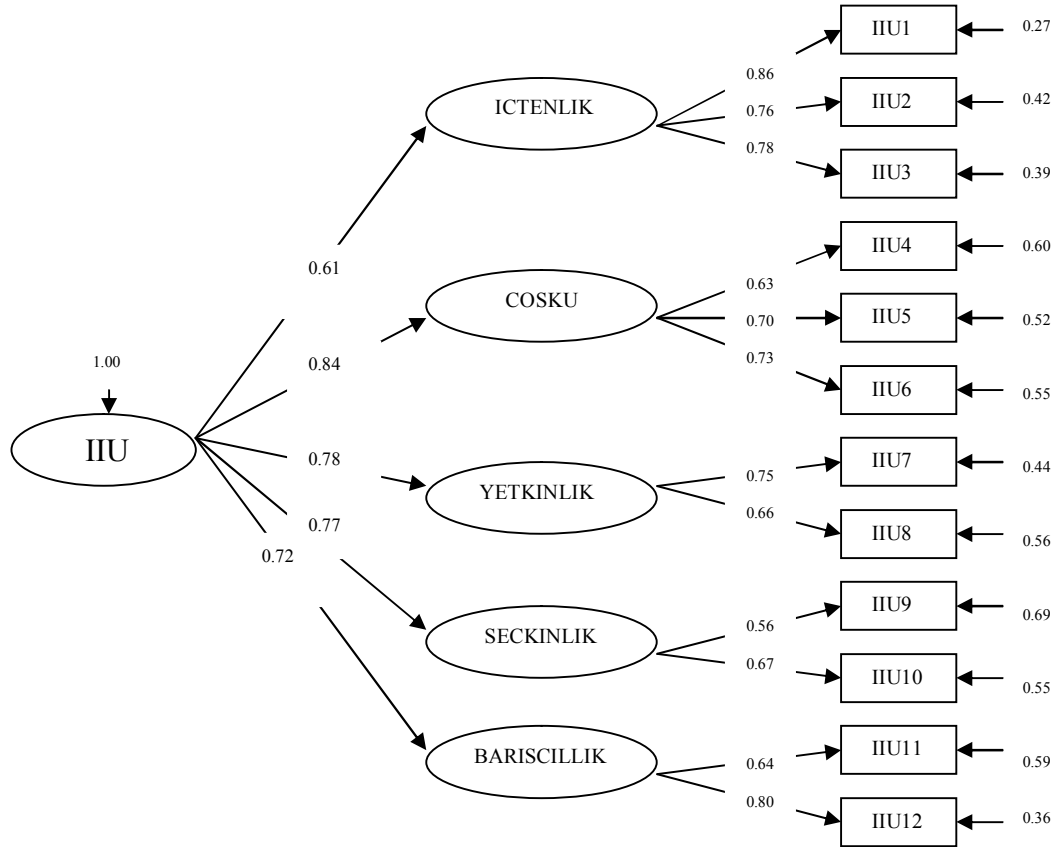 IIU1
0.27
0.86
ICTENLIK
0.76
IIU2
0.42
0.78
IIU3
0.39
0.61
IIU4
0.60
0.63
COSKU
0.70
IIU5
0.52
0.73
0.84
1.00
IIU6
0.55
IIU
0.78
0.75
IIU7
0.44
YETKINLIK
0.66
IIU8
0.56
0.77
0.72
IIU9
0.69
0.56
SECKINLIK
0.67
IIU10
0.55
IIU11
0.59
BARISCILLIK
0.64
0.80
IIU12
0.36